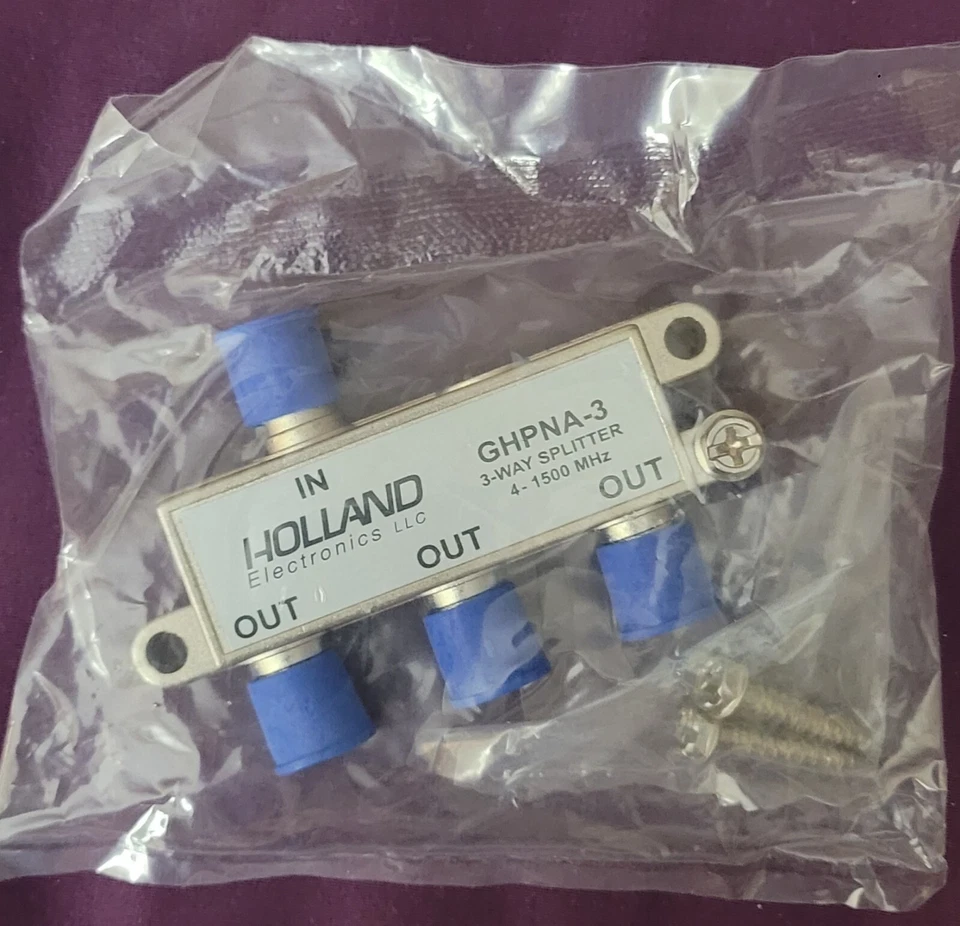 IN
HOLLAND
Electronics LLC
GHPNA-3
3-WAY SPLITTER
4- 1500 MHz
OUT
OUT
OUT